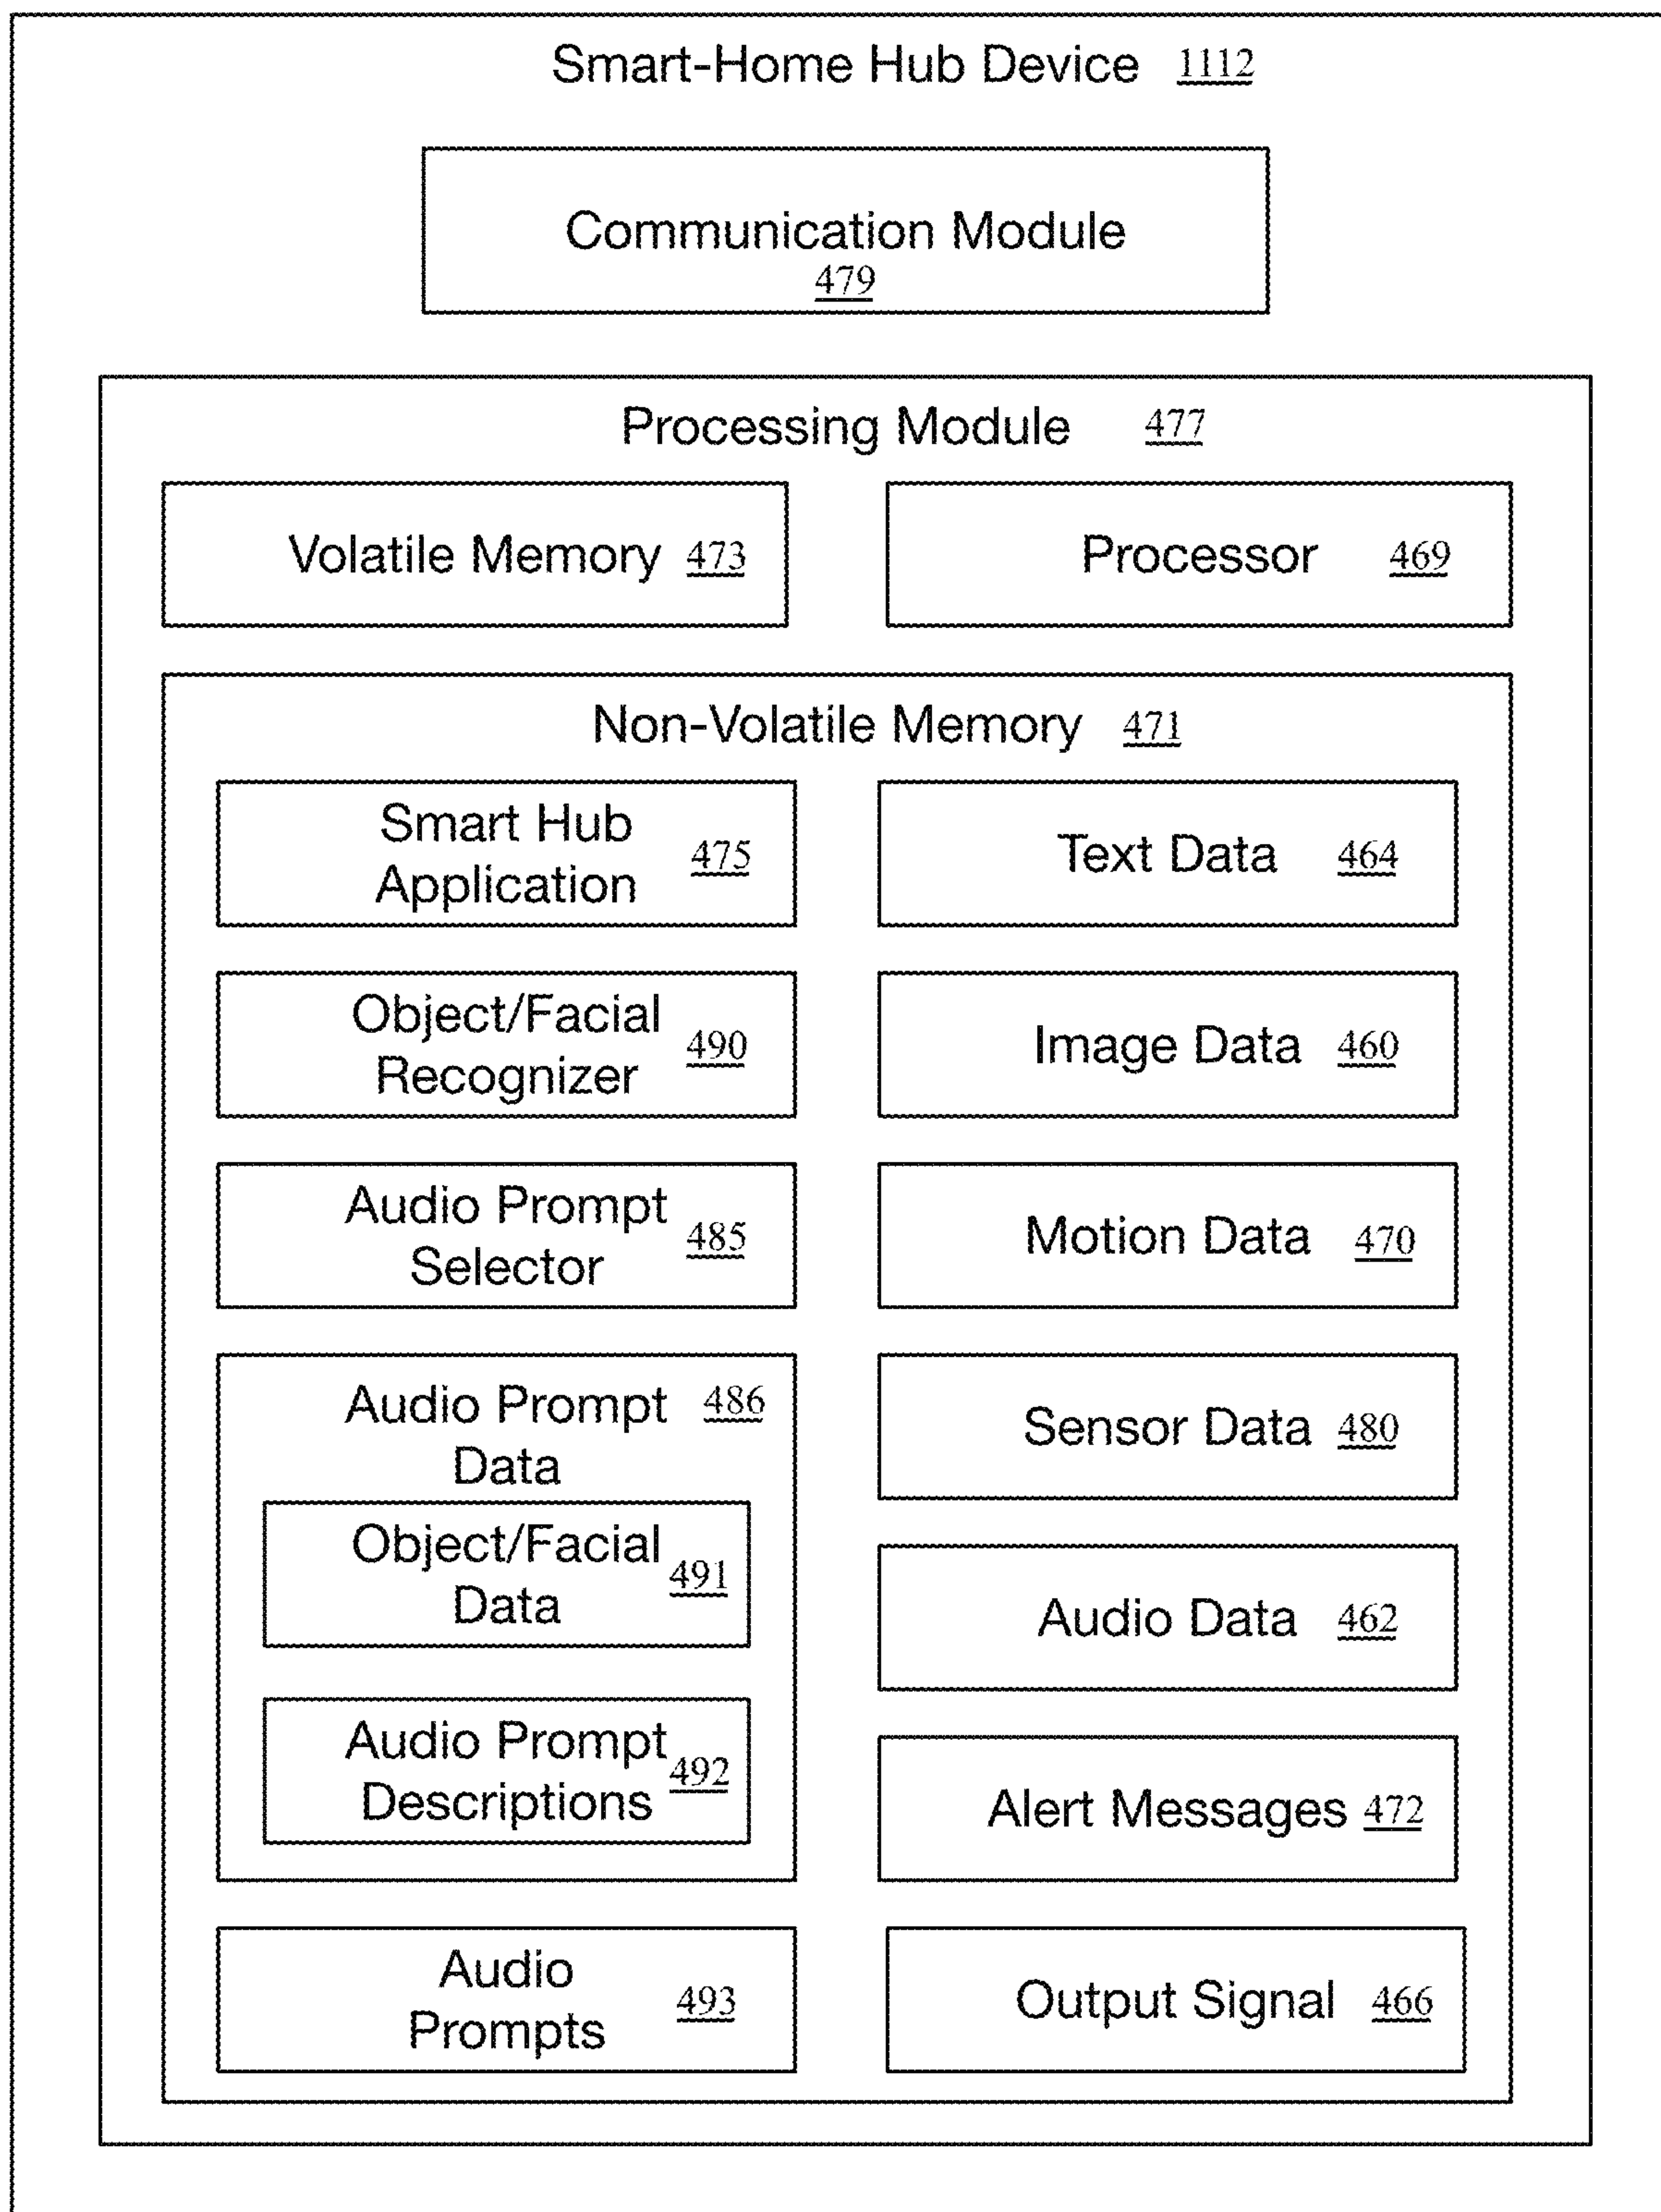 Smart-Home Hub Device 1112
Communication Module
479
Processing Module 477
Volatile Memory 473
Processor 469
Non-Volatile Memory 471
Smart Hub
Application 475
Text Data 464
Object/Facial
Recognizer 490
Image Data 460
Audio Prompt
Selector 485
Motion Data 470
Audio Prompt 486
Data
Sensor Data 480
Object/Facial
Data 491
Audio Data 462
Audio Prompt
Descriptions 492
Alert Messages 472
Audio
Prompts 493
Output Signal 466